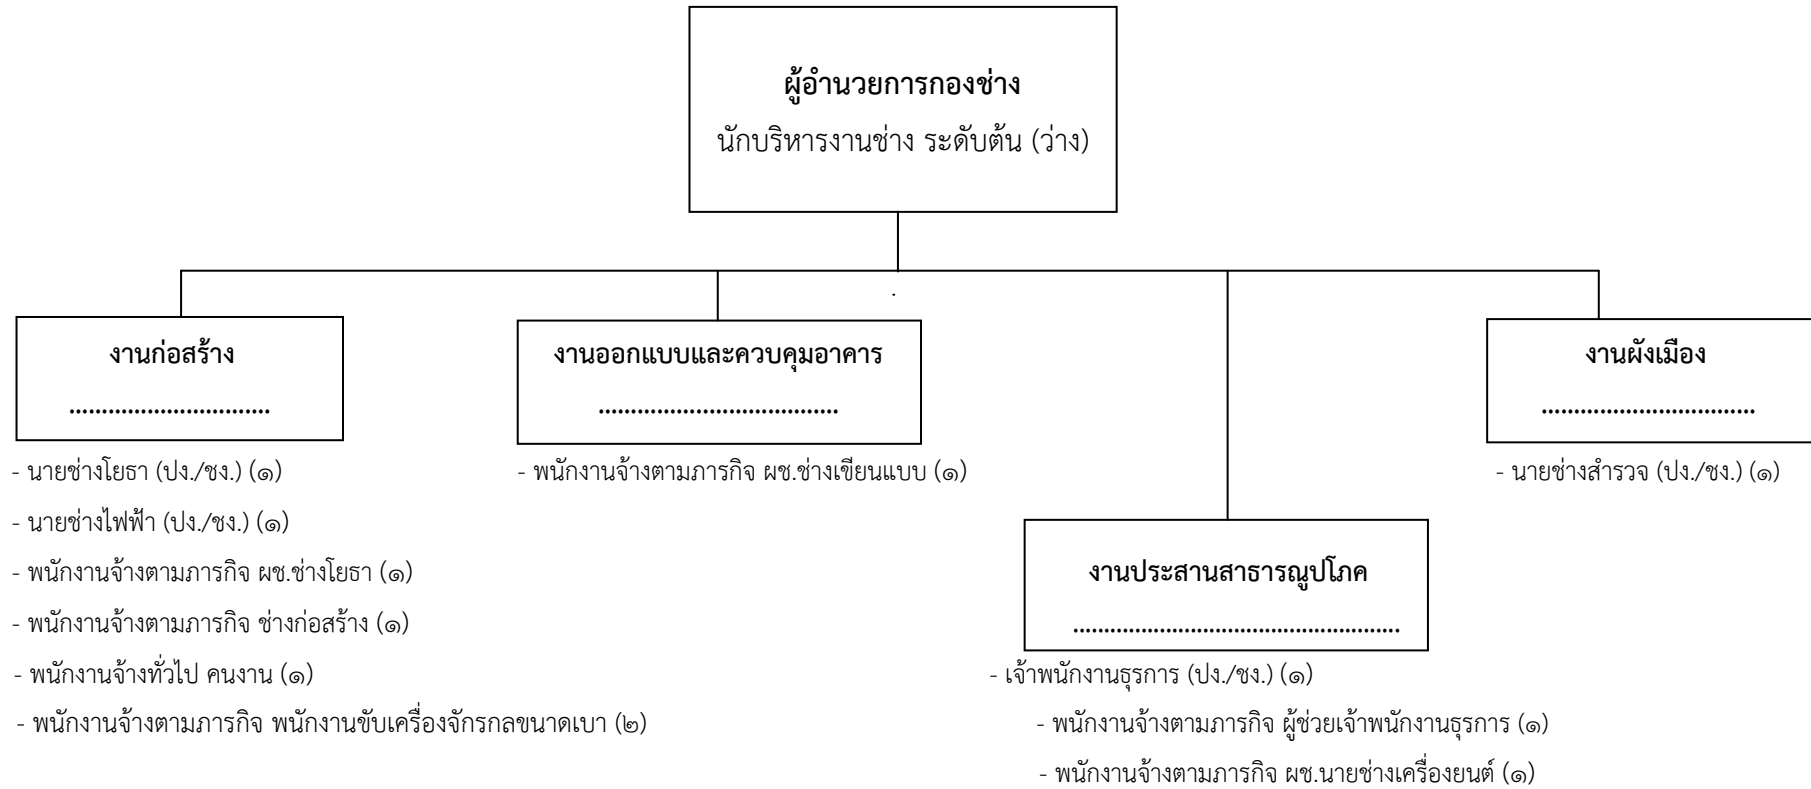 ผู้อำนวยการกองช่าง
นักบริหารงานช่าง ระดับต้น (ว่าง)
งานก่อสร้าง
...............................
- นายช่างโยธา (ปง./ชง.) (๑)
- นายช่างไฟฟ้า (ปง./ชง.) (๑)
- พนักงานจ้างตามภารกิจ ผช.ช่างโยธา (๑)
- พนักงานจ้างตามภารกิจ ช่างก่อสร้าง (๑)
- พนักงานจ้างทั่วไป คนงาน (๑)
- พนักงานจ้างตามภารกิจ พนักงานขับเครื่องจักรกลขนาดเบา (๒)
งานออกแบบและควบคุมอาคาร
.....................................
- พนักงานจ้างตามภารกิจ ผช.ช่างเขียนแบบ (๑)
งานประสานสาธารณูปโภค
.....................................................
- เจ้าพนักงานธุรการ (ปง./ชง.) (๑)
- พนักงานจ้างตามภารกิจ ผู้ช่วยเจ้าพนักงานธุรการ (๑)
- พนักงานจ้างตามภารกิจ ผช.นายช่างเครื่องยนต์ (๑)
งานผังเมือง
.................................
- นายช่างสำรวจ (ปง./ชง.) (๑)